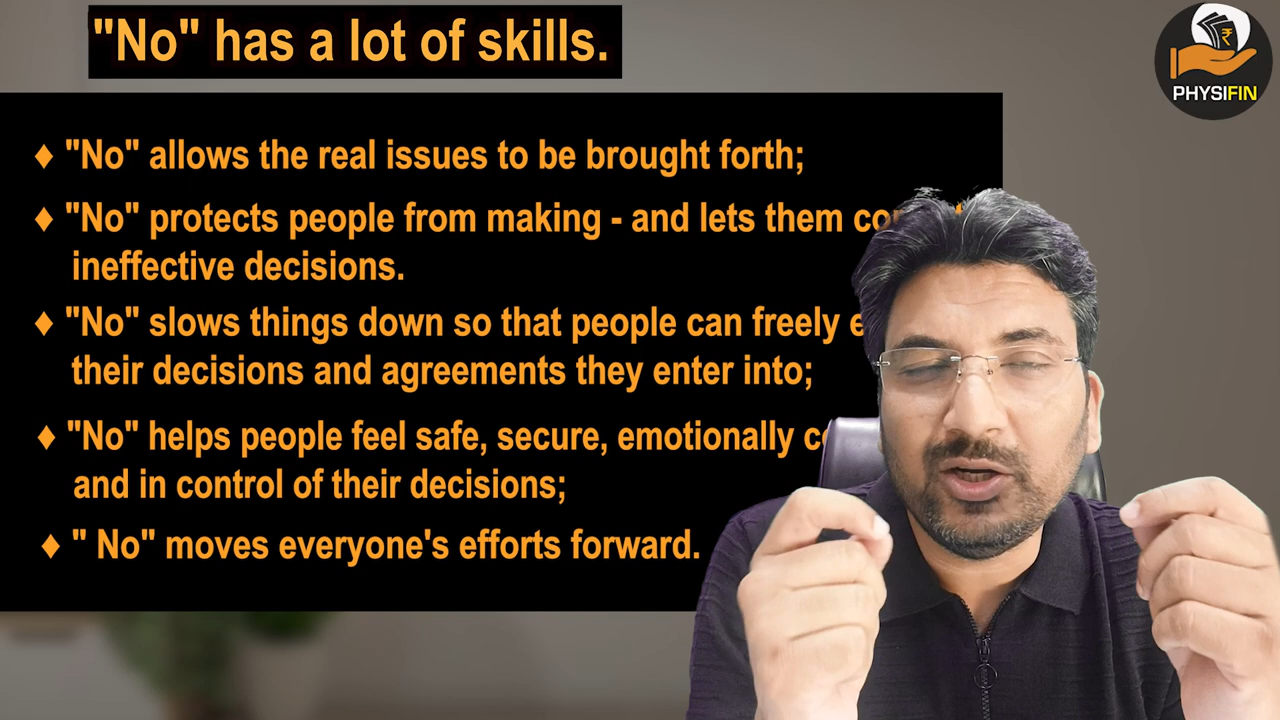 "No" has a lot of skills.
PHYSIFIN
♦ "No" allows the real issues to be brought forth;
♦ "No" protects people from making - and lets them
ineffective decisions.
♦ "No" slows things down so that people can freely
their decisions and agreements they enter into;
♦ "No" helps people feel safe, secure, emotionally
and in control of their decisions;
♦ " No" moves everyone's efforts forward.